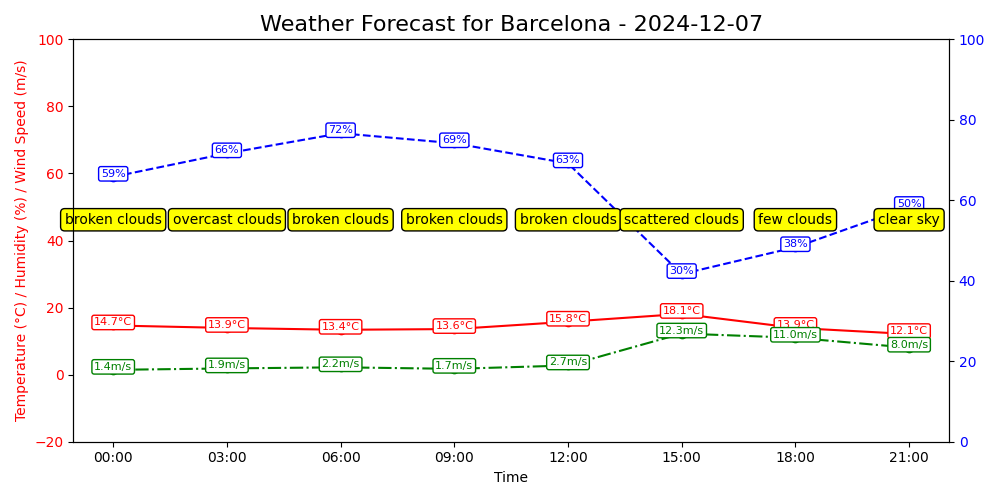 Weather Forecast for Barcelona - 2024-12-07
Temperature (°C) / Humidity (%) / Wind Speed (m/s)
100
80
60
40
20
0
−20
100
80
60
40
20
0
59%
66%
72%
69%
63%
30%
38%
50%
broken clouds
overcast clouds
broken clouds
broken clouds
broken clouds
scattered clouds
few clouds
clear sky
14.7°C
13.9°C
13.4°C
13.6°C
15.8°C
18.1°C
13.9°C
12.1°C
1.4m/s
1.9m/s
2.2m/s
1.7m/s
2.7m/s
12.3m/s
11.0m/s
8.0m/s
00:00
03:00
06:00
09:00
12:00
15:00
18:00
21:00
Time